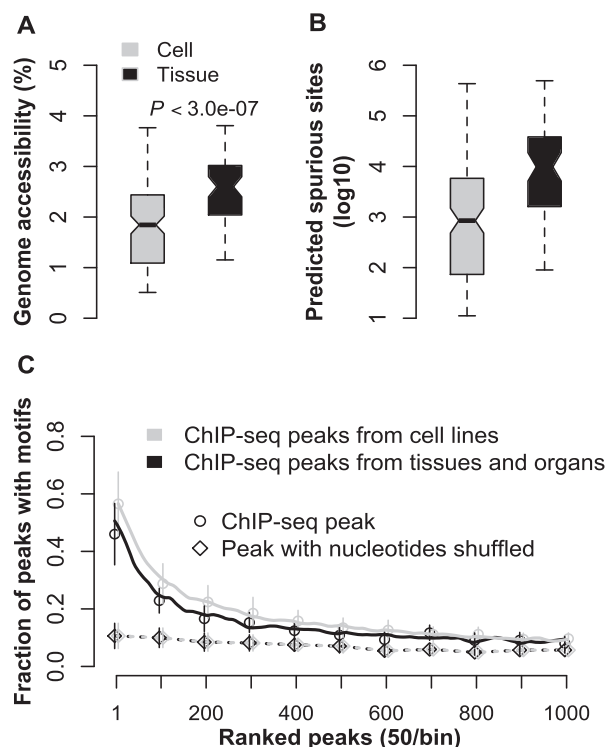 A
Cell
Tissue
P < 3.0e-07
Genome accessibility (%)
5
4
3
2
1
0
B
Predicted spurious sites
(log10)
6
5
4
3
2
1
C
ChIP-seq peaks from cell lines
ChIP-seq peaks from tissues and organs
ChIP-seq peak
Peak with nucleotides shuffled
Fraction of peaks with motifs
0.8
0.6
0.4
0.2
0.0
1 200 400 600 800 1000
Ranked peaks (50/bin)